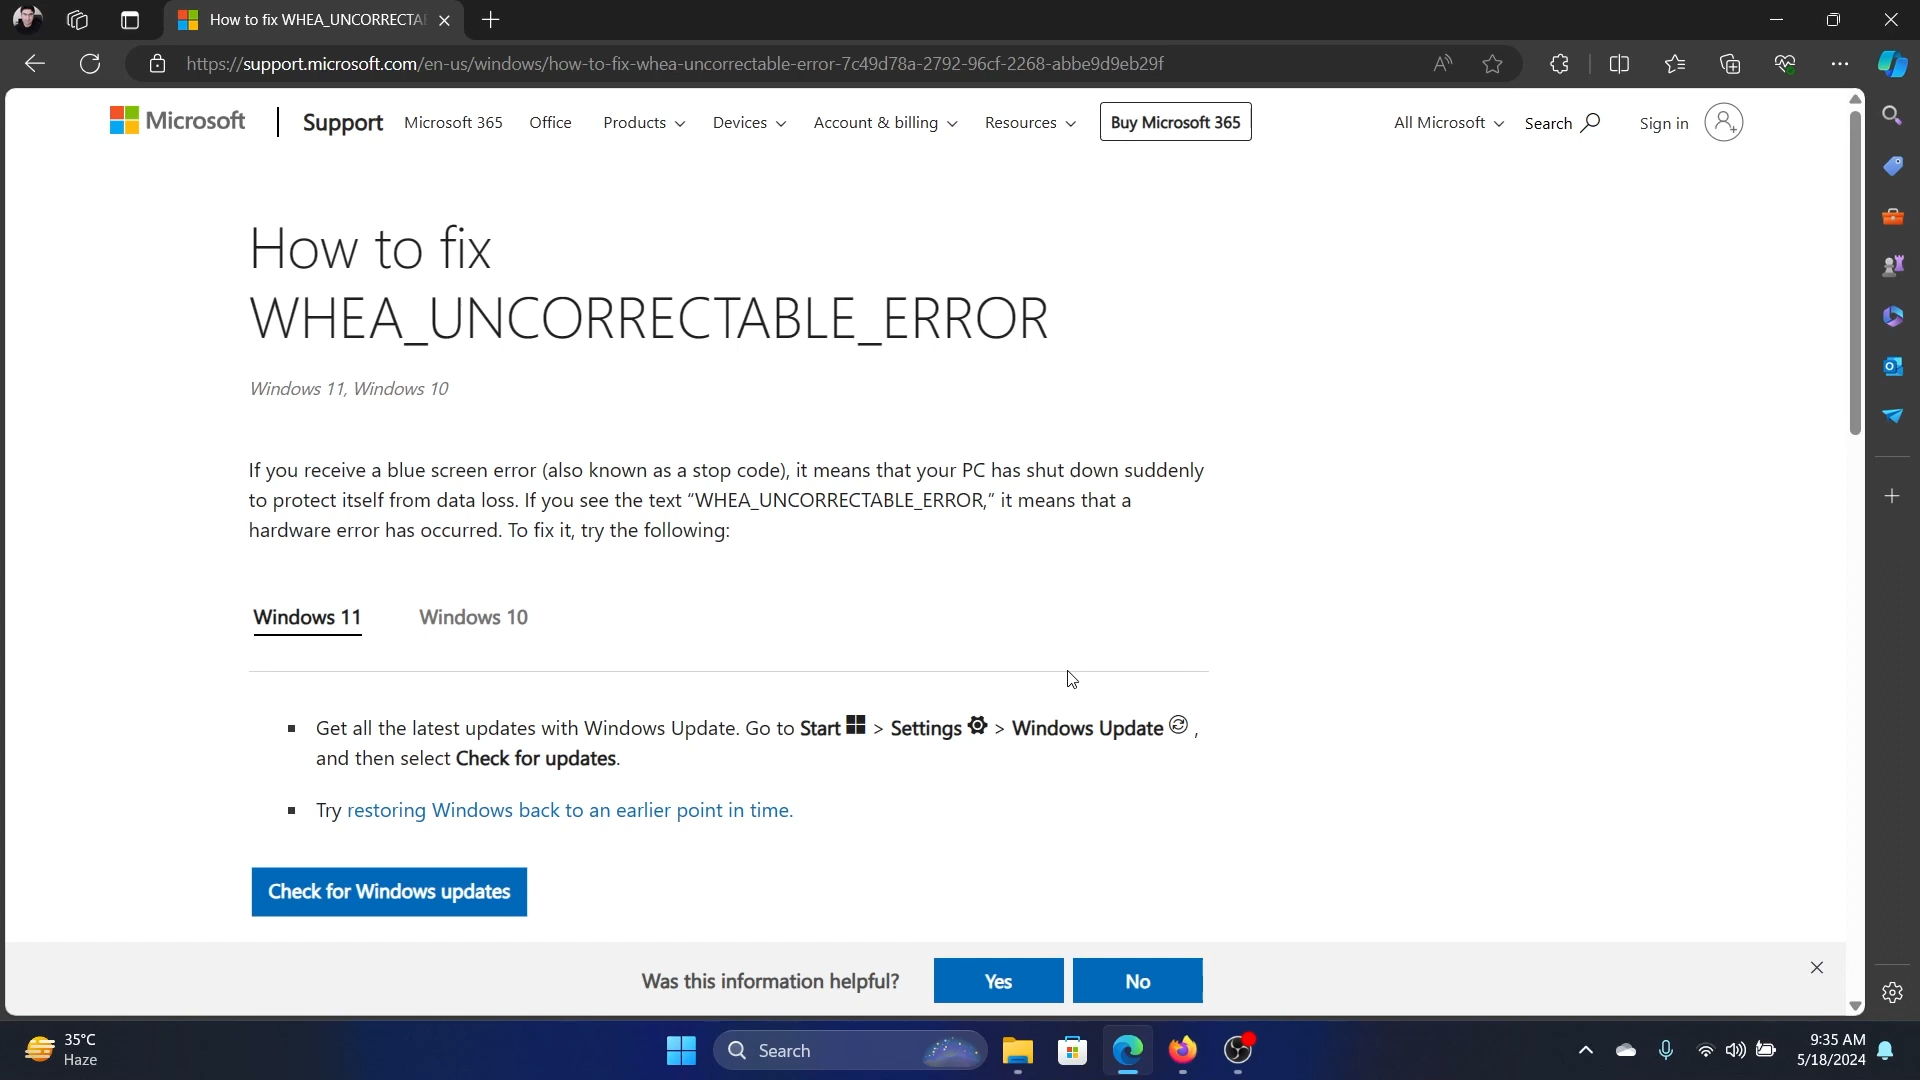 How to fix WHEA_UNCORRECTA
https://support.microsoft.com/en-us/windows/how-to-fix-whea-uncorrectable-error-7c49d78a-2792-96cf-2268-abbe9d9eb29f
Microsoft Support Microsoft 365 Office Products Devices Account & billing Resources Buy Microsoft 365 All Microsoft Search Sign in
How to fix
WHEA_UNCORRECTABLE_ERROR
Windows 11, Windows 10
If you receive a blue screen error (also known as a stop code), it means that your PC has shut down suddenly
to protect itself from data loss. If you see the text “WHEA_UNCORRECTABLE_ERROR,” it means that a
hardware error has occurred. To fix it, try the following:
Windows 11 Windows 10
▪ Get all the latest updates with Windows Update. Go to Start > Settings > Windows Update ,
and then select Check for updates.
▪ Try restoring Windows back to an earlier point in time.
Check for Windows updates
Was this information helpful? Yes No
35°C
Haze
Search
9:35 AM
5/18/2024